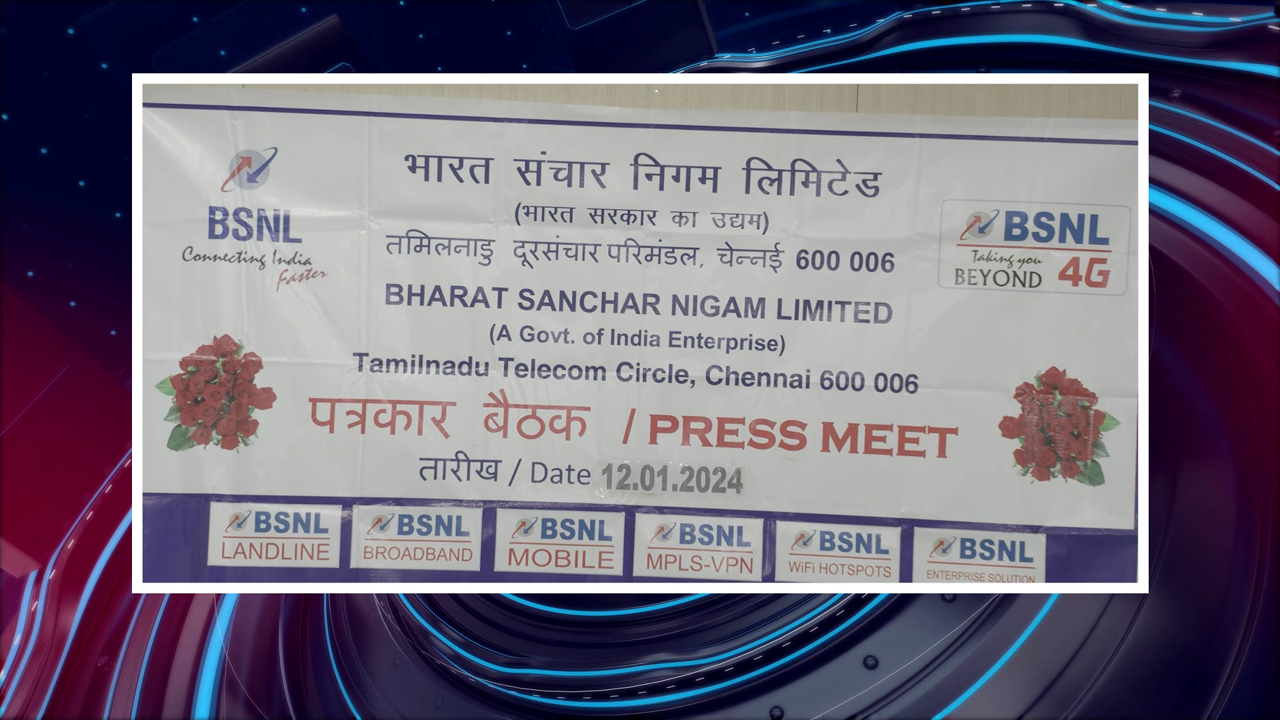 भारत संचार निगम लिमिटेड
(भारत सरकार का उद्यम)
तमिलनाडु दूरसंचार परिमंडल, चेन्नई 600 006
BHARAT SANCHAR NIGAM LIMITED
(A Govt. of India Enterprise)
Tamilnadu Telecom Circle, Chennai 600 006
BSNL
Connecting India
Faster
BSNL
Taking you
BEYOND 4G
पत्रकार बैठक / PRESS MEET
तारीख / Date 12.01.2024
BSNL
LANDLINE
BSNL
BROADBAND
BSNL
MOBILE
BSNL
MPLS-VPN
BSNL
WiFi HOTSPOTS
BSNL
ENTERPRISE SOLUTION